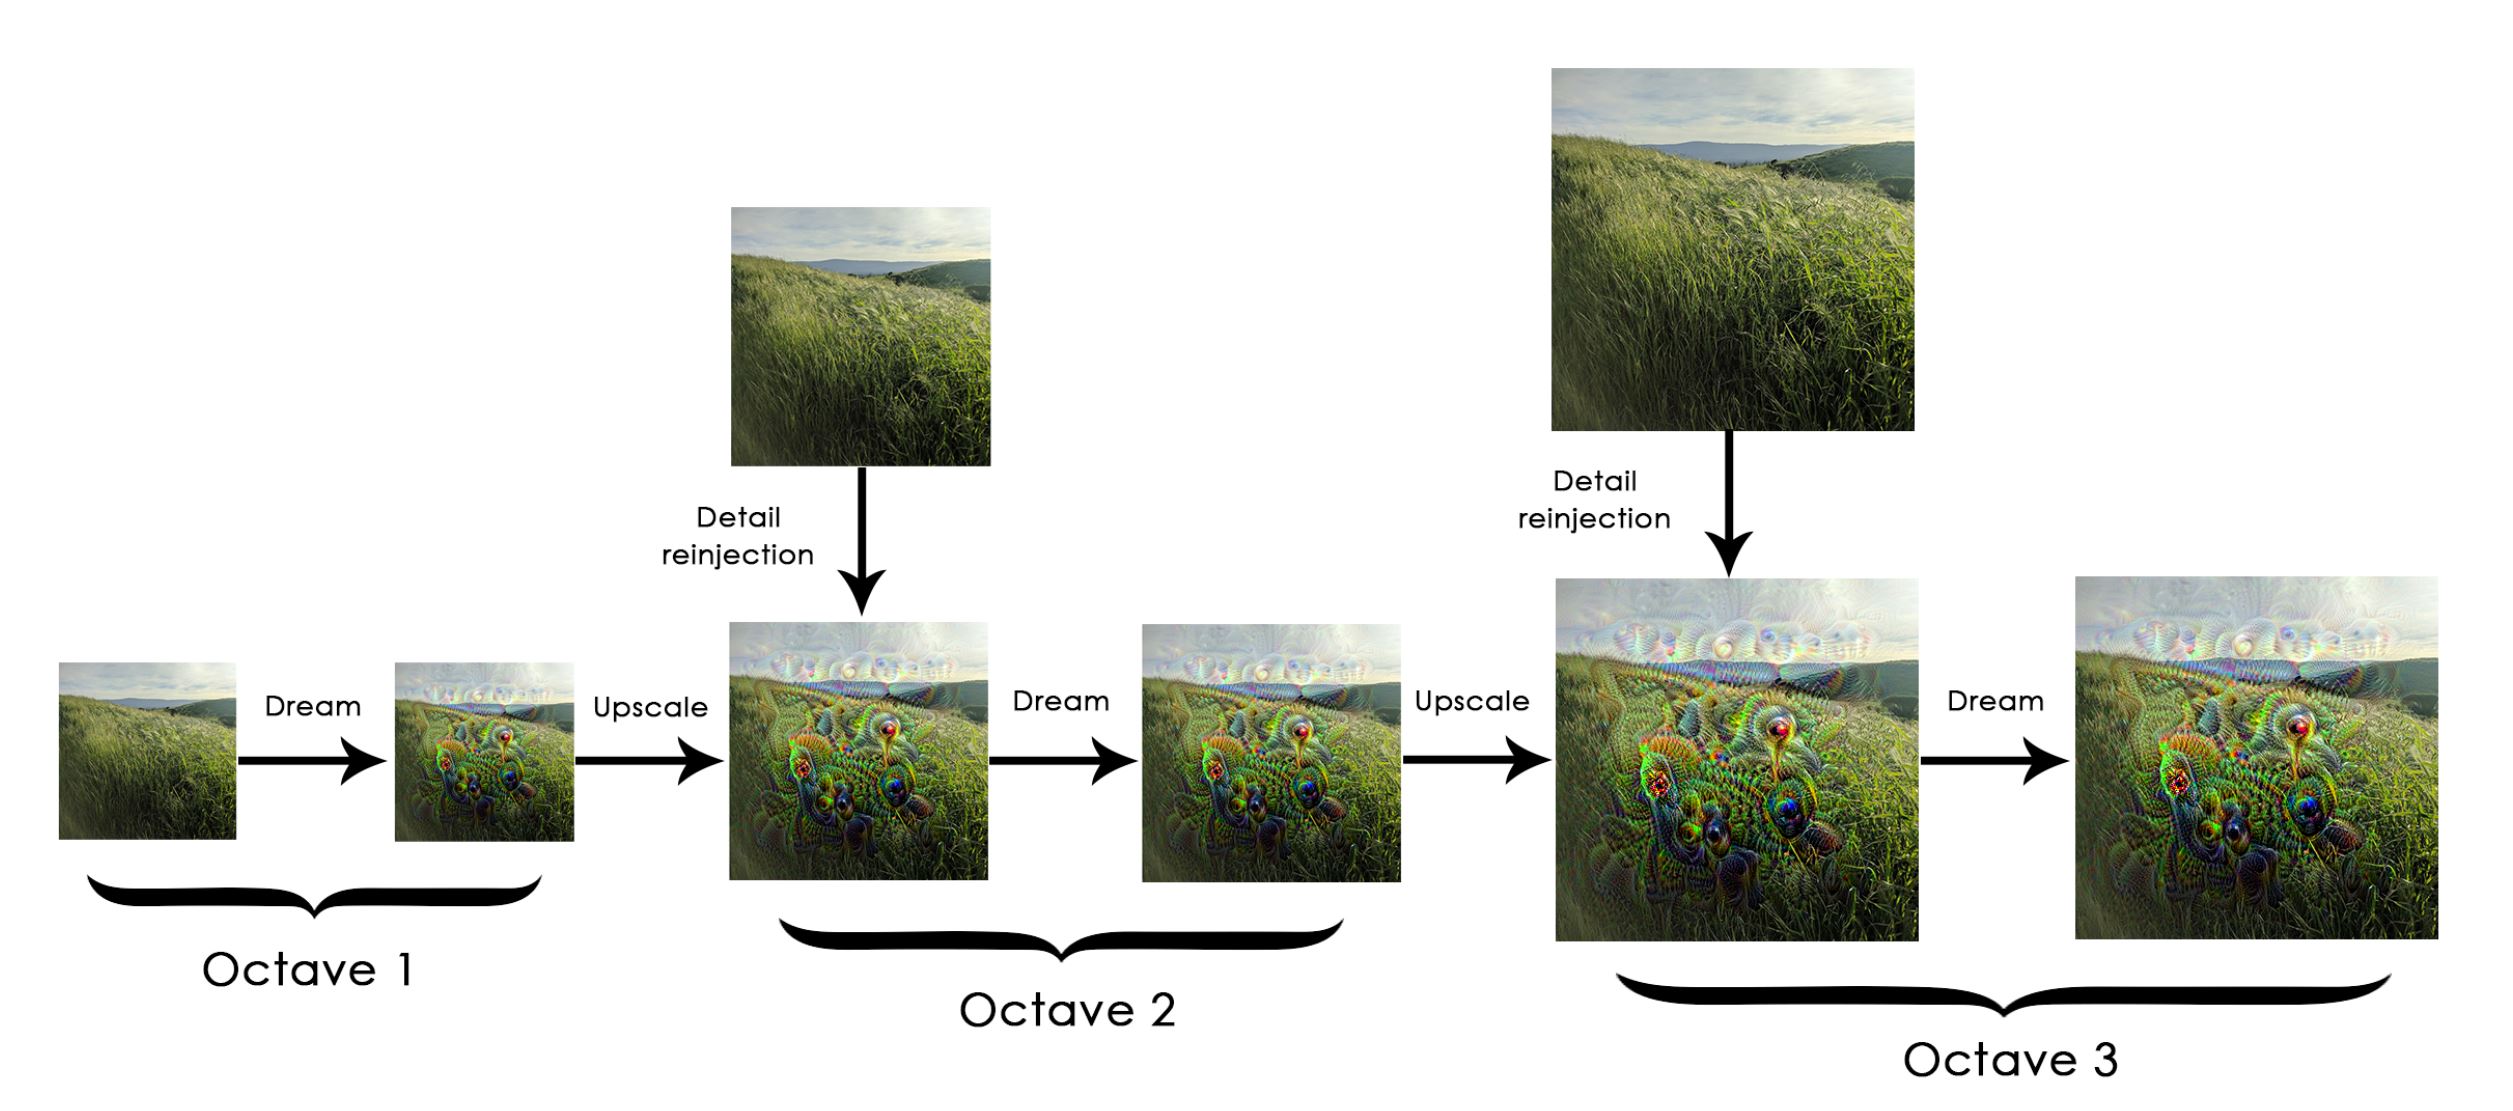 Detail
reinjection
Detail
reinjection
Dream
Upscale
Dream
Upscale
Dream
Octave 1
Octave 2
Octave 3